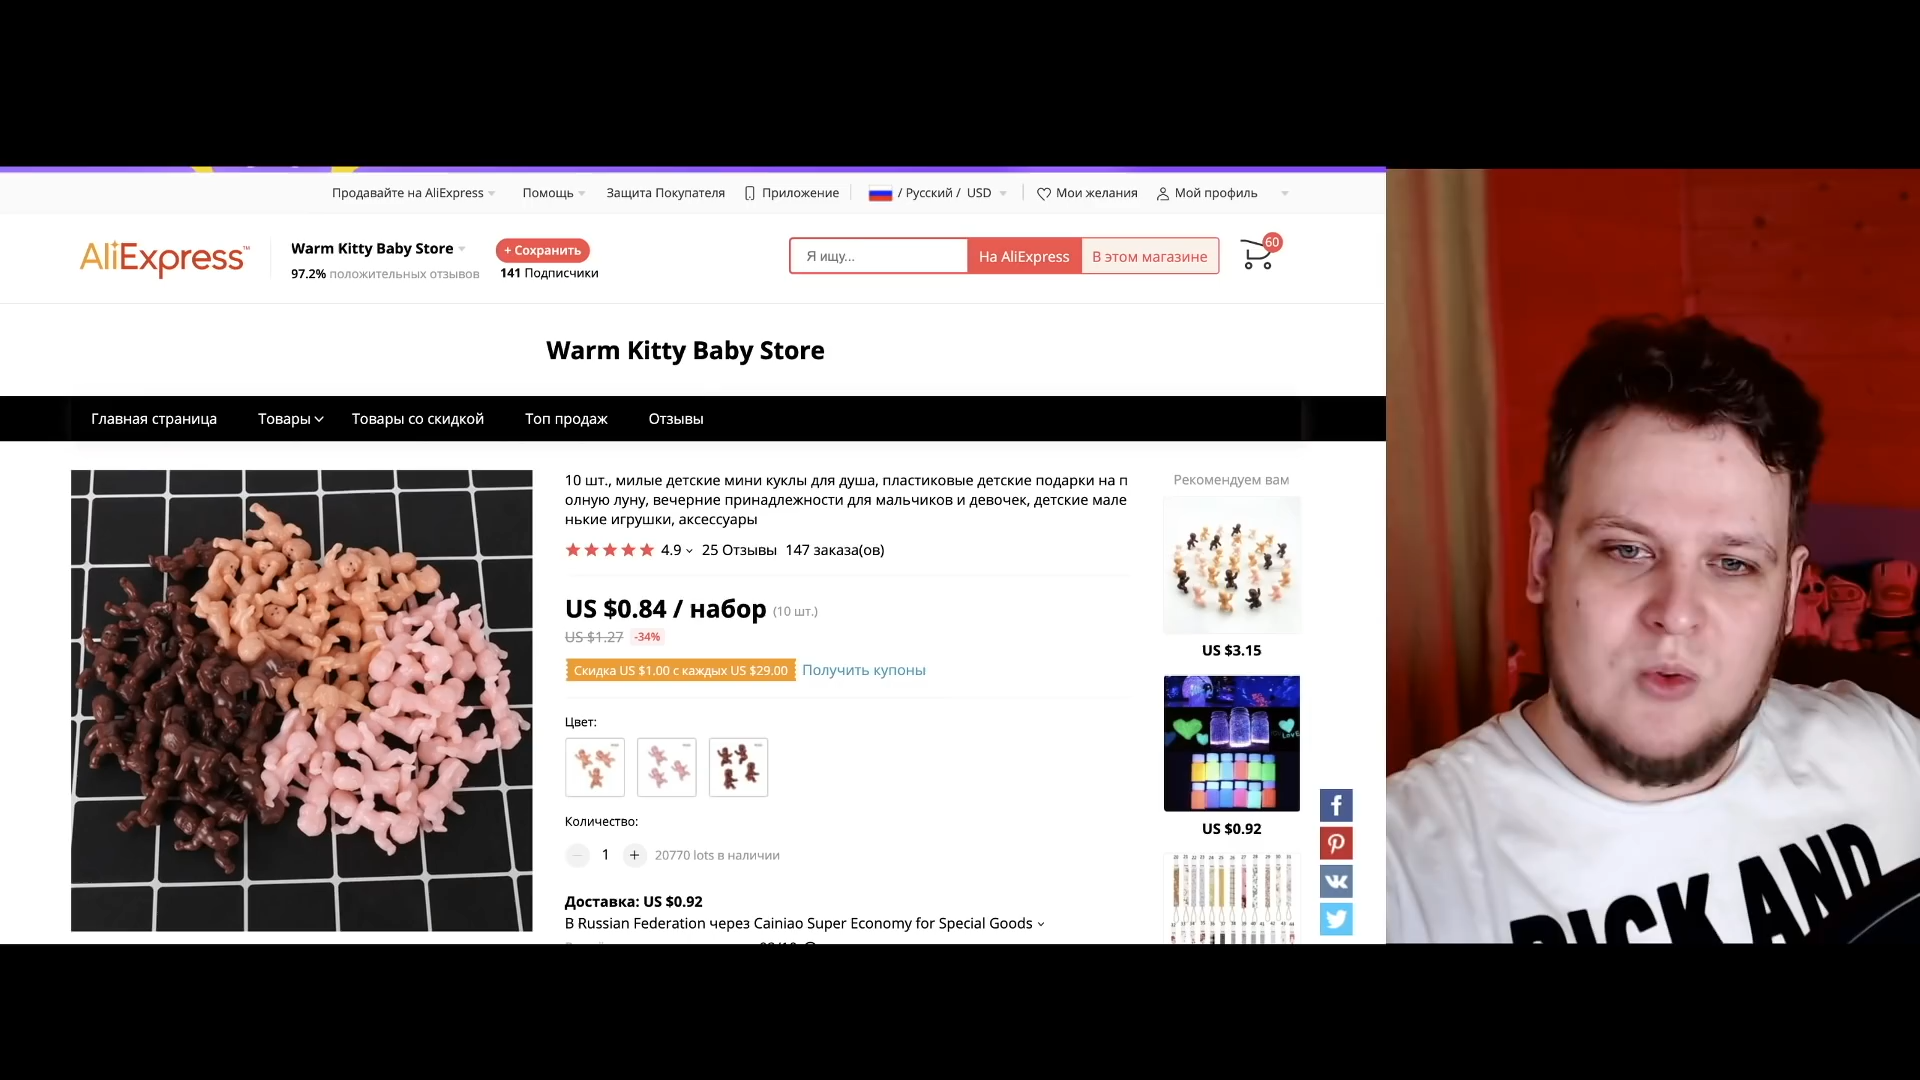 Продавайте на AliExpress
Помощь
Защита Покупателя
Приложение
/ Русский / USD
Мои желания
Мой профиль
AliExpress™
Warm Kitty Baby Store
+ Сохранить
97.2% положительных отзывов
141 Подписчики
Я ищу...
На AliExpress
В этом магазине
60
Warm Kitty Baby Store
Главная страница
Товары
Товары со скидкой
Топ продаж
Отзывы
10 шт., милые детские мини куклы для душа, пластиковые детские подарки на п
олную луну, вечерние принадлежности для мальчиков и девочек, детские мале
нькие игрушки, аксессуары
4.9
25 Отзывы
147 заказа(ов)
US $0.84 / набор (10 шт.)
US $1.27 -34%
Скидка US $1.00 с каждых US $29.00
Получить купоны
Цвет:
Количество:
1
+
20770 lots в наличии
Доставка: US $0.92
В Russian Federation через Cainiao Super Economy for Special Goods
Рекомендуем вам
US $3.15
US $0.92
AND